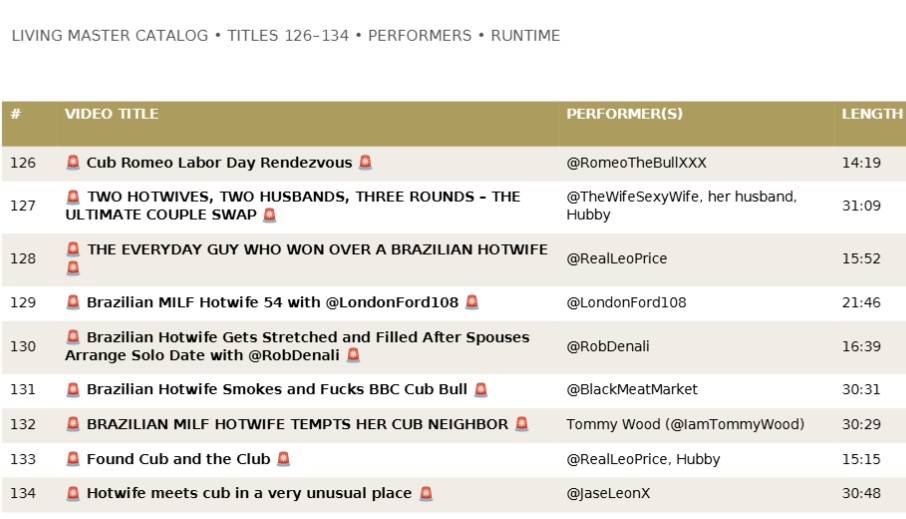 LIVING MASTER CATALOG • TITLES 126–134 • PERFORMERS • RUNTIME
# VIDEO TITLE PERFORMER(S) LENGTH
126 🚨 Cub Romeo Labor Day Rendezvous 🚨 @RomeoTheBullXXX 14:19
127 🚨 TWO HOTWIVES, TWO HUSBANDS, THREE ROUNDS – THE
ULTIMATE COUPLE SWAP 🚨 @TheWifeSexyWife, her husband,
Hubby 31:09
128 🚨 THE EVERYDAY GUY WHO WON OVER A BRAZILIAN HOTWIFE
🚨 @RealLeoPrice 15:52
129 🚨 Brazilian MILF Hotwife 54 with @LondonFord108 🚨 @LondonFord108 21:46
130 🚨 Brazilian Hotwife Gets Stretched and Filled After Spouses
Arrange Solo Date with @RobDenali 🚨 @RobDenali 16:39
131 🚨 Brazilian Hotwife Smokes and Fucks BBC Cub Bull 🚨 @BlackMeatMarket 30:31
132 🚨 BRAZILIAN MILF HOTWIFE TEMPTS HER CUB NEIGHBOR 🚨 Tommy Wood (@IamTommyWood) 30:29
133 🚨 Found Cub and the Club 🚨 @RealLeoPrice, Hubby 15:15
134 🚨 Hotwife meets cub in a very unusual place 🚨 @JaseLeonX 30:48